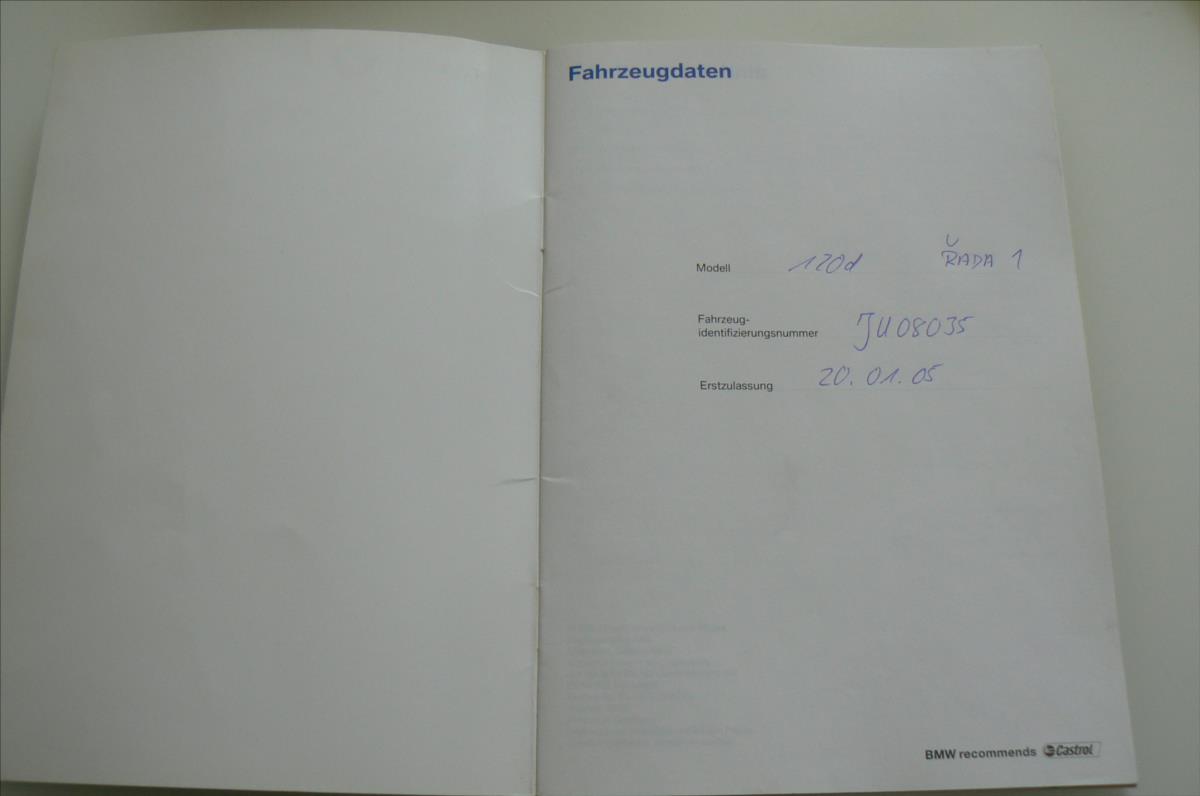 Fahrzeugdaten
Modell 120d ŘADA 1
Fahrzeug-
identifizierungsnummer JU08035
Erstzulassung 20.01.05
BMW recommends Castrol